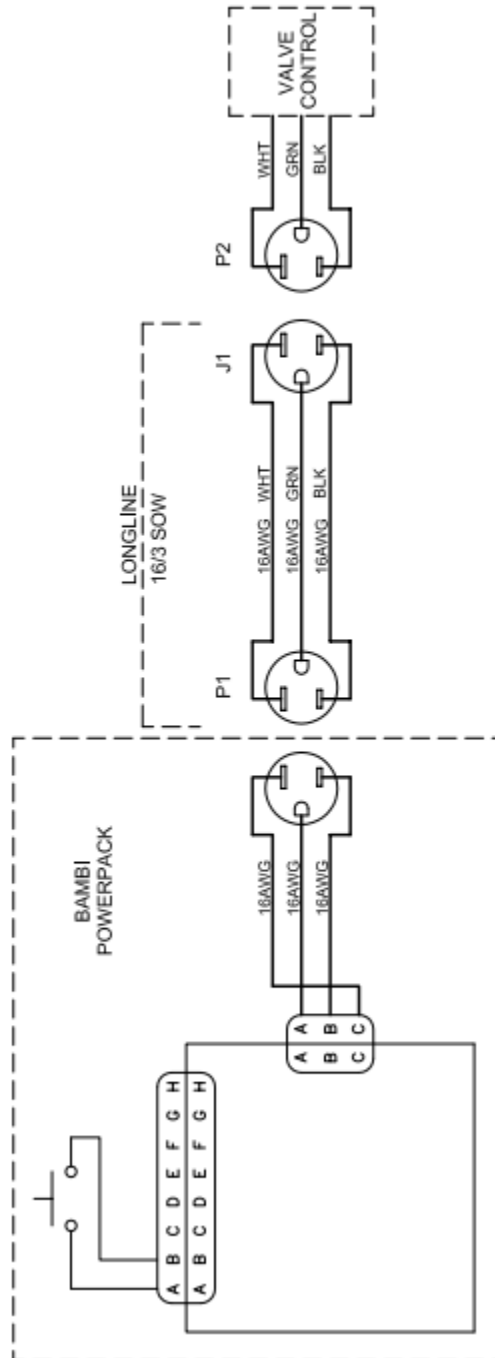 BAMBI
POWERPACK
A B C D E F G H
A B C D E F G H
A B C
A B C
16AWG
16AWG
16AWG
LONGLINE
16/3 SOW
P1
J1
16AWG WHT
16AWG GRN
16AWG BLK
P2
WHT
GRN
BLK
VALVE
CONTROL